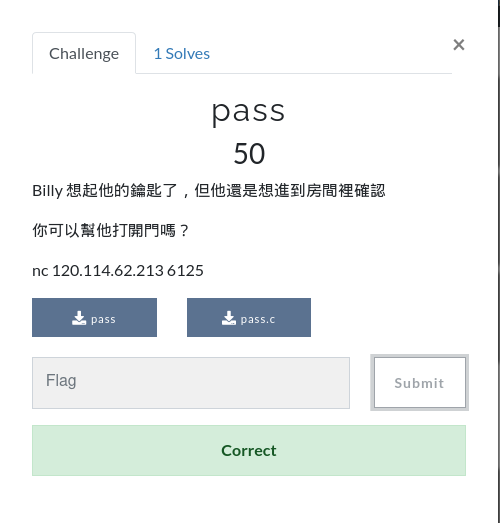 Challenge
1 Solves
×
pass
50
Billy 想起他的鑰匙了，但他還是想進到房間裡確認
你可以幫他打開門嗎？
nc 120.114.62.213 6125
pass
pass.c
Flag
Submit
Correct